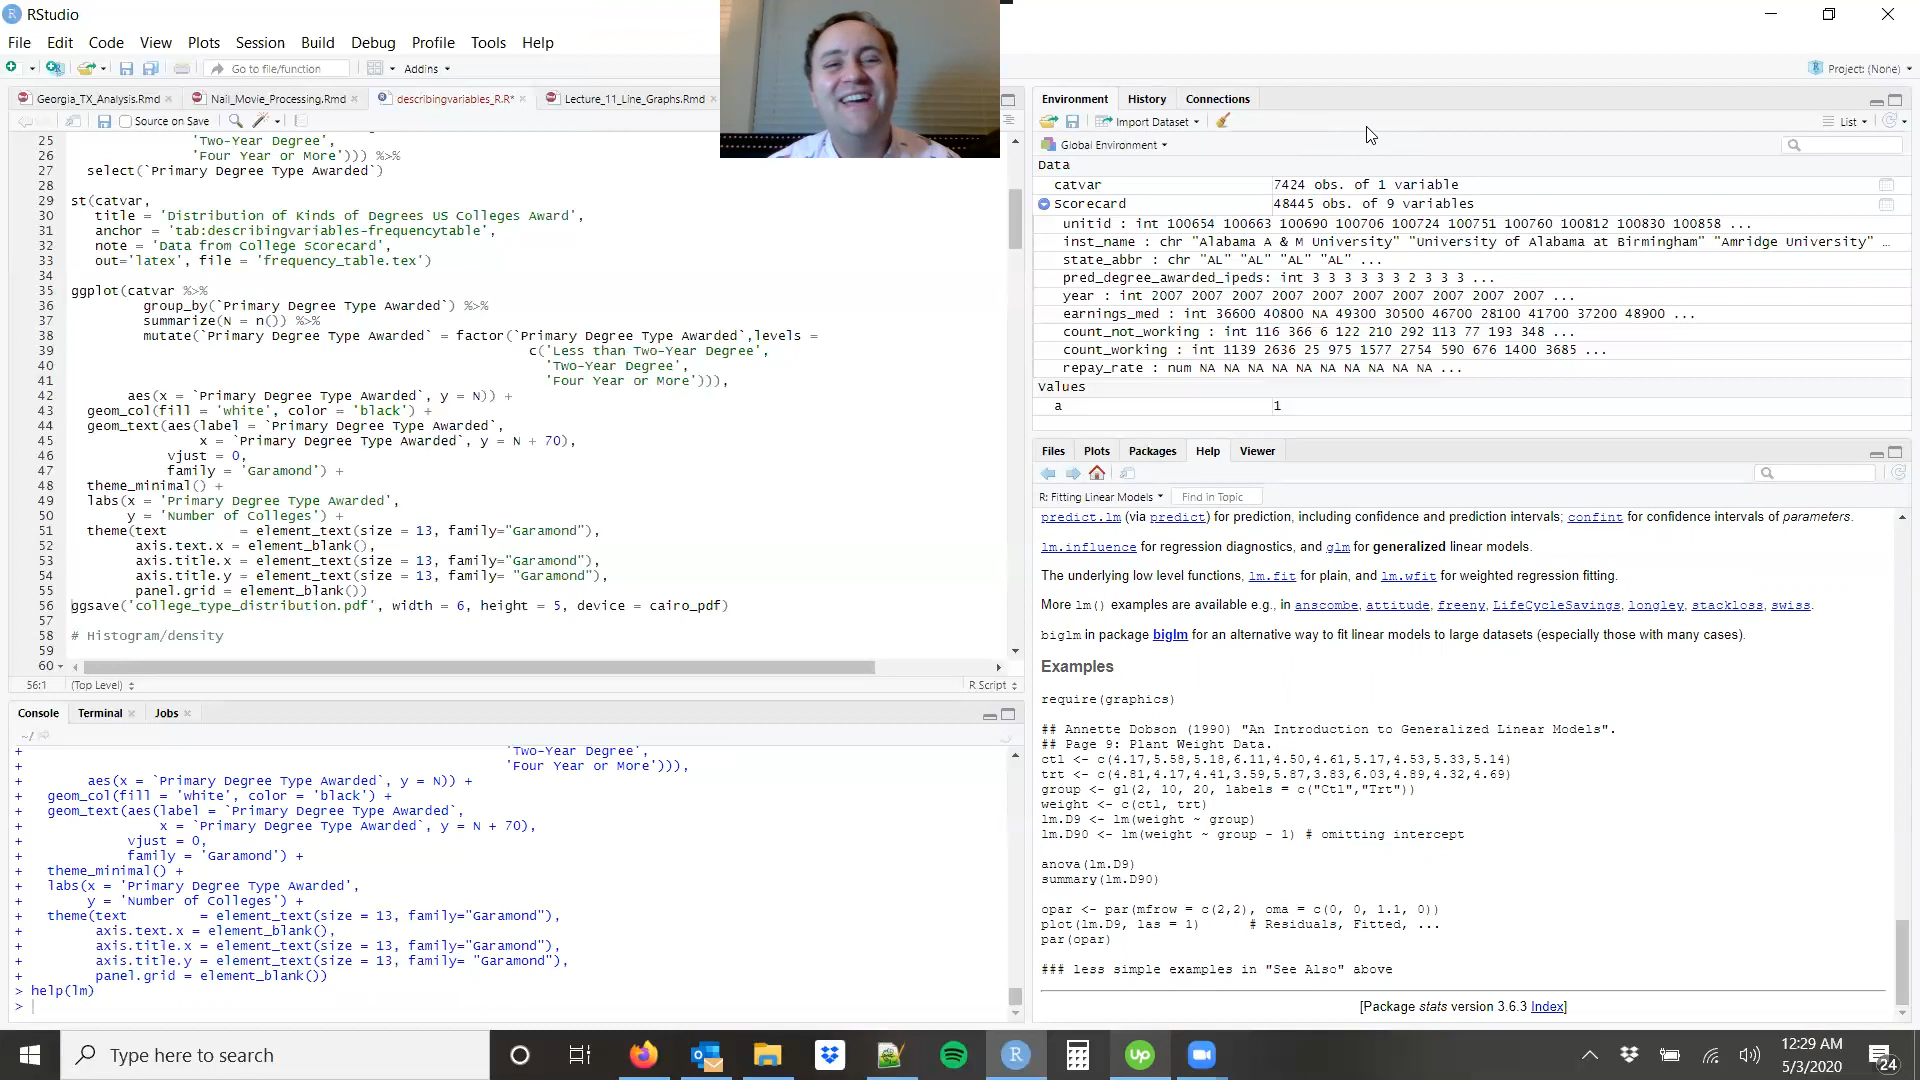 RStudio
File Edit Code View Plots Session Build Debug Profile Tools Help
Go to file/function Addins Project: (None)
Georgia_TX_Analysis.Rmd Nail_Movie_Processing.Rmd describingvariables_R.R* Lecture_11_Line_Graphs.Rmd
Source on Save
25 'Two-Year Degree',
26 'Four Year or More'))) %>%
27 select(`Primary Degree Type Awarded`)
28
29 st(catvar,
30 title = 'Distribution of Kinds of Degrees US Colleges Award',
31 anchor = 'tab:describingvariables-frequencytable',
32 note = 'Data from College Scorecard',
33 out='latex', file = 'frequency_table.tex')
34
35 ggplot(catvar %>%
36 group_by(`Primary Degree Type Awarded`) %>%
37 summarize(N = n()) %>%
38 mutate(`Primary Degree Type Awarded` = factor(`Primary Degree Type Awarded`,levels =
39 c('Less than Two-Year Degree',
40 'Two-Year Degree',
41 'Four Year or More'))),
42 aes(x = `Primary Degree Type Awarded`, y = N)) +
43 geom_col(fill = 'white', color = 'black') +
44 geom_text(aes(label = `Primary Degree Type Awarded`,
45 x = `Primary Degree Type Awarded`, y = N + 70),
46 vjust = 0,
47 family = 'Garamond') +
48 theme_minimal() +
49 labs(x = 'Primary Degree Type Awarded',
50 y = 'Number of Colleges') +
51 theme(text = element_text(size = 13, family="Garamond"),
52 axis.text.x = element_blank(),
53 axis.title.x = element_text(size = 13, family="Garamond"),
54 axis.title.y = element_text(size = 13, family= "Garamond"),
55 panel.grid = element_blank())
56 ggsave('college_type_distribution.pdf', width = 6, height = 5, device = cairo_pdf)
57
58 # Histogram/density
59
60
56:1 (Top Level) R Script
Console Terminal Jobs
~/
+ 'Two-Year Degree',
+ 'Four Year or More'))),
+ aes(x = `Primary Degree Type Awarded`, y = N)) +
+ geom_col(fill = 'white', color = 'black') +
+ geom_text(aes(label = `Primary Degree Type Awarded`,
+ x = `Primary Degree Type Awarded`, y = N + 70),
+ vjust = 0,
+ family = 'Garamond') +
+ theme_minimal() +
+ labs(x = 'Primary Degree Type Awarded',
+ y = 'Number of Colleges') +
+ theme(text = element_text(size = 13, family="Garamond"),
+ axis.text.x = element_blank(),
+ axis.title.x = element_text(size = 13, family="Garamond"),
+ axis.title.y = element_text(size = 13, family= "Garamond"),
+ panel.grid = element_blank())
> help(lm)
>
Environment History Connections
Import Dataset List
Global Environment
Data
catvar 7424 obs. of 1 variable
Scorecard 48445 obs. of 9 variables
unitid : int 100654 100663 100690 100706 100724 100751 100760 100812 100830 100858 ...
inst_name : chr "Alabama A & M University" "University of Alabama at Birmingham" "Amridge University" …
state_abbr : chr "AL" "AL" "AL" "AL" ...
pred_degree_awarded_ipeds: int 3 3 3 3 3 3 2 3 3 3 ...
year : int 2007 2007 2007 2007 2007 2007 2007 2007 2007 2007 ...
earnings_med : int 36600 40800 NA 49300 30500 46700 28100 41700 37200 48900 ...
count_not_working : int 116 366 6 122 210 292 113 77 193 348 ...
count_working : int 1139 2636 25 975 1577 2754 590 676 1400 3685 ...
repay_rate : num NA NA NA NA NA NA NA NA NA NA ...
Values
a 1
Files Plots Packages Help Viewer
R: Fitting Linear Models Find in Topic
predict.lm (via predict) for prediction, including confidence and prediction intervals; confint for confidence intervals of parameters.
lm.influence for regression diagnostics, and glm for generalized linear models.
The underlying low level functions, lm.fit for plain, and lm.wfit for weighted regression fitting.
More lm() examples are available e.g., in anscombe, attitude, freeny, LifeCycleSavings, longley, stackloss, swiss.
biglm in package biglm for an alternative way to fit linear models to large datasets (especially those with many cases).
Examples
require(graphics)
## Annette Dobson (1990) "An Introduction to Generalized Linear Models".
## Page 9: Plant Weight Data.
ctl <- c(4.17,5.58,5.18,6.11,4.50,4.61,5.17,4.53,5.33,5.14)
trt <- c(4.81,4.17,4.41,3.59,5.87,3.83,6.03,4.89,4.32,4.69)
group <- gl(2, 10, 20, labels = c("Ctl","Trt"))
weight <- c(ctl, trt)
lm.D9 <- lm(weight ~ group)
lm.D90 <- lm(weight ~ group - 1) # omitting intercept
anova(lm.D9)
summary(lm.D90)
opar <- par(mfrow = c(2,2), oma = c(0, 0, 1.1, 0))
plot(lm.D9, las = 1) # Residuals, Fitted, ...
par(opar)
### less simple examples in "See Also" above
[Package stats version 3.6.3 Index]
Type here to search
12:29 AM
5/3/2020
24